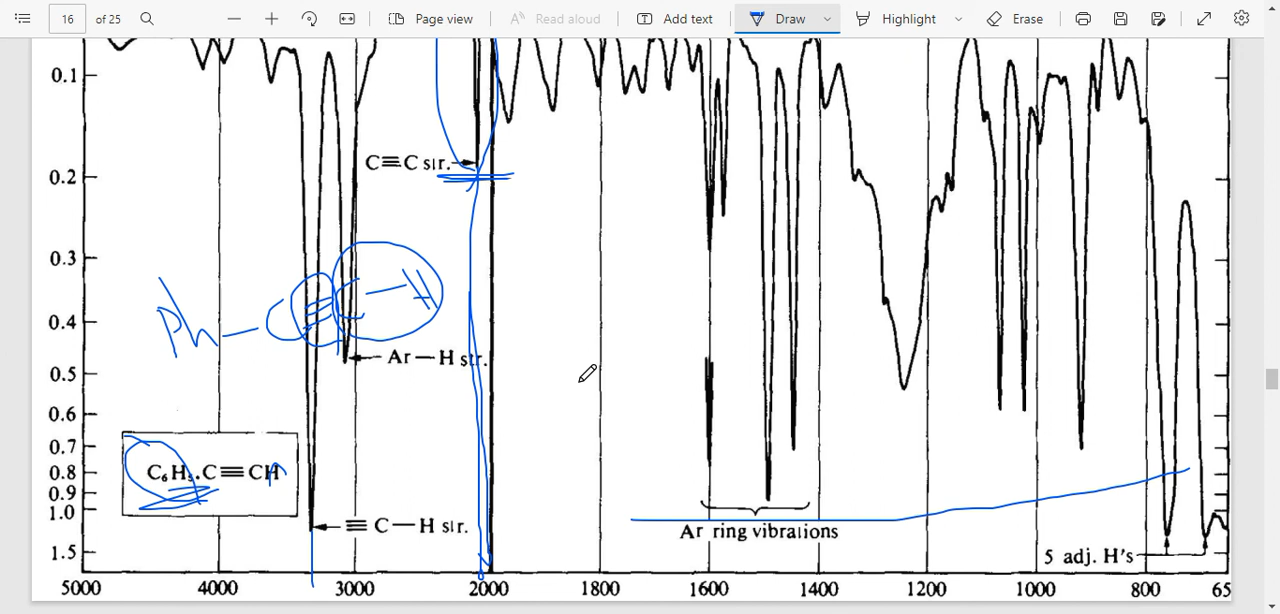 16 of 25 Page view Read aloud Add text Draw Highlight Erase
0.1
C≡C str.
0.2
0.3
Ph-C≡C-H
0.4
Ar—H str.
0.5
0.6
0.7
C₆H₅.C≡CH
0.8
0.9
1.0
≡C—H str.
Ar ring vibrations
1.5
5 adj. H's
5000 4000 3000 2000 1800 1600 1400 1200 1000 800 65